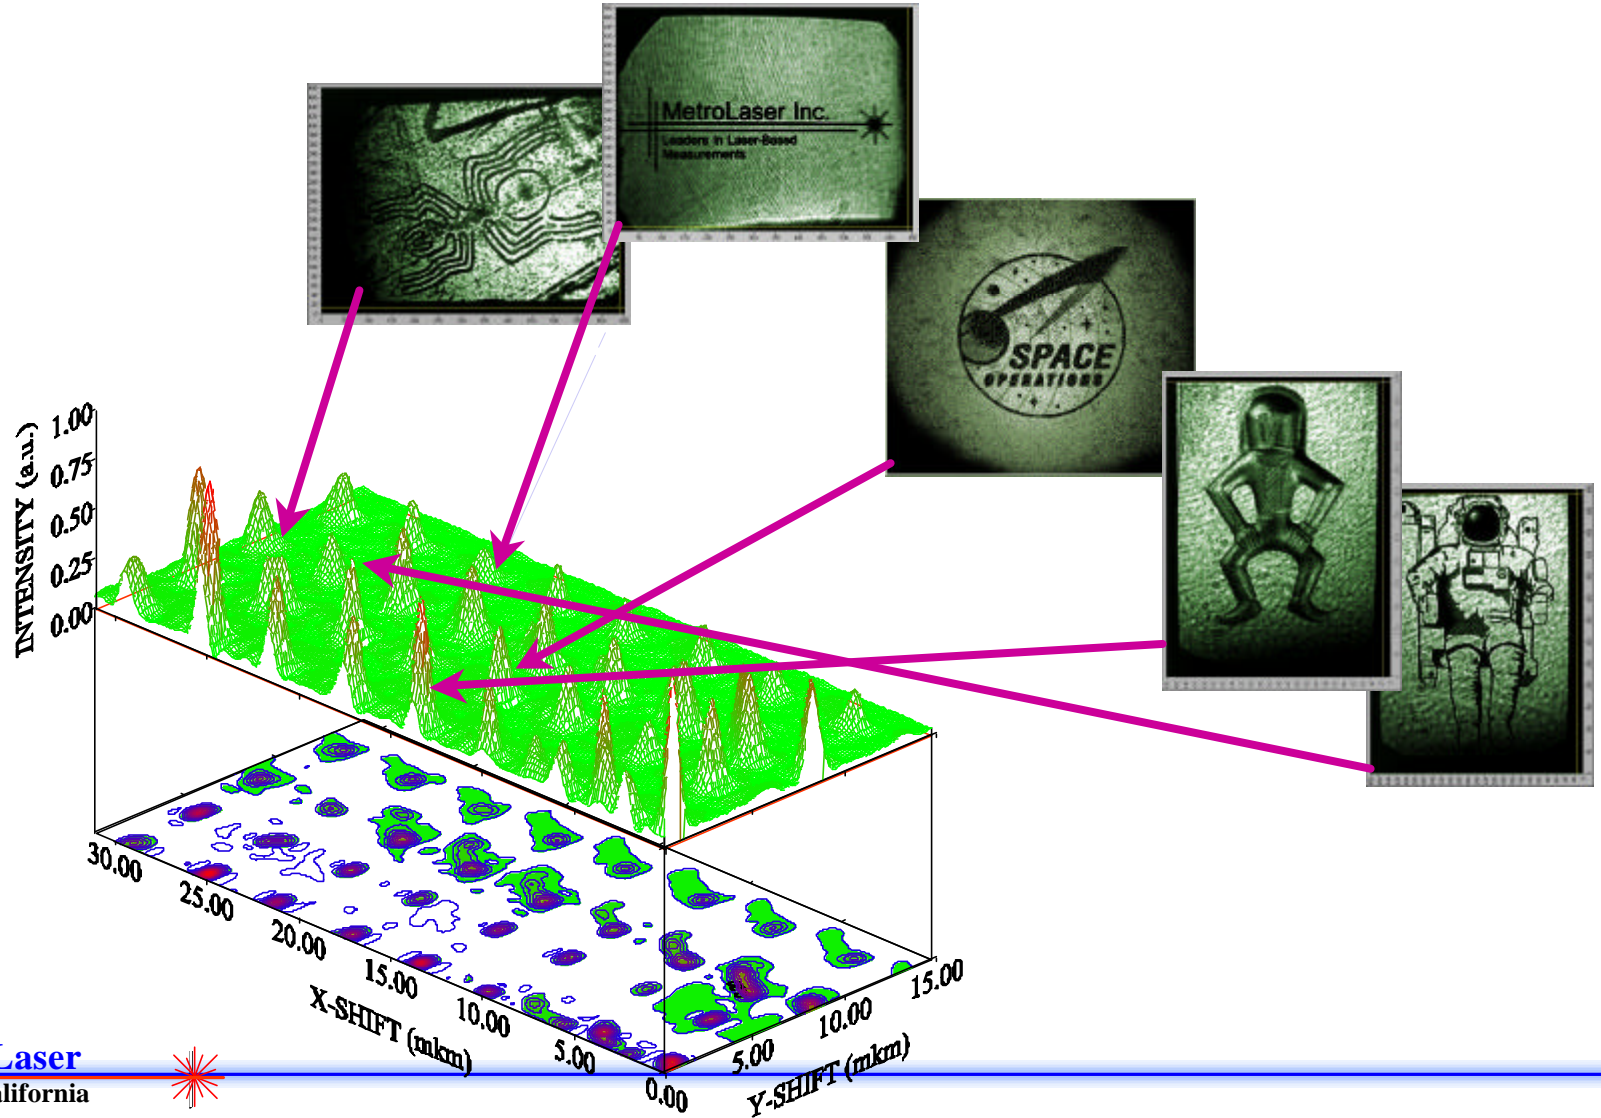 MetroLaser Inc.
Leaders in Laser-Based
Measurements
SPACE
OPERATIONS
INTENSITY (a.u.)
1.00
0.75
0.50
0.25
0.00
30.00
25.00
20.00
15.00
10.00
5.00
0.00
X-SHIFT (mkm)
5.00
10.00
15.00
Y-SHIFT (mkm)
Laser
alifornia